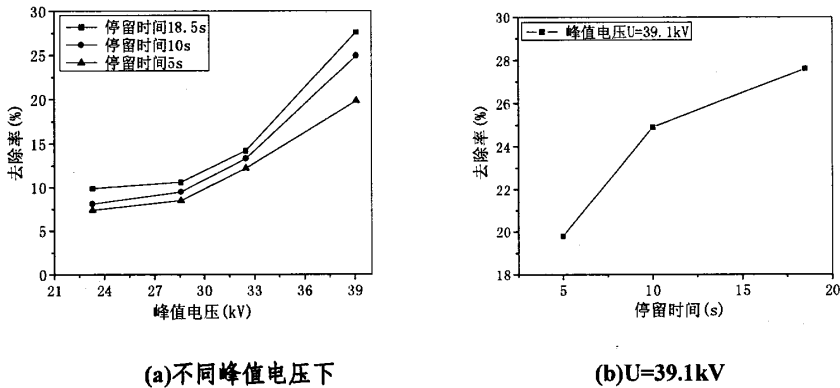 停留时间18.5s
停留时间10s
停留时间5s
去除率(%)
30
25
20
15
10
5
0
21 24 27 30 33 36 39
峰值电压(kV)
(a)不同峰值电压下
峰值电压U=39.1kV
去除率(%)
30
28
26
24
22
20
18
5 10 15 20
停留时间(s)
(b)U=39.1kV